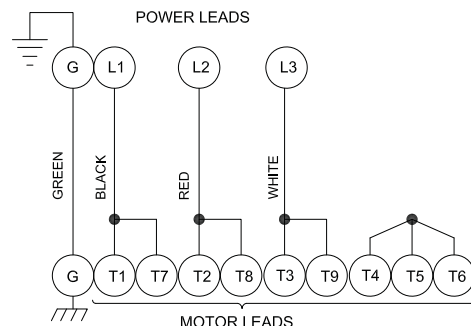 POWER LEADS
G L1 L2 L3
GREEN
BLACK
RED
WHITE
G T1 T7 T2 T8 T3 T9 T4 T5 T6
MOTOR LEADS